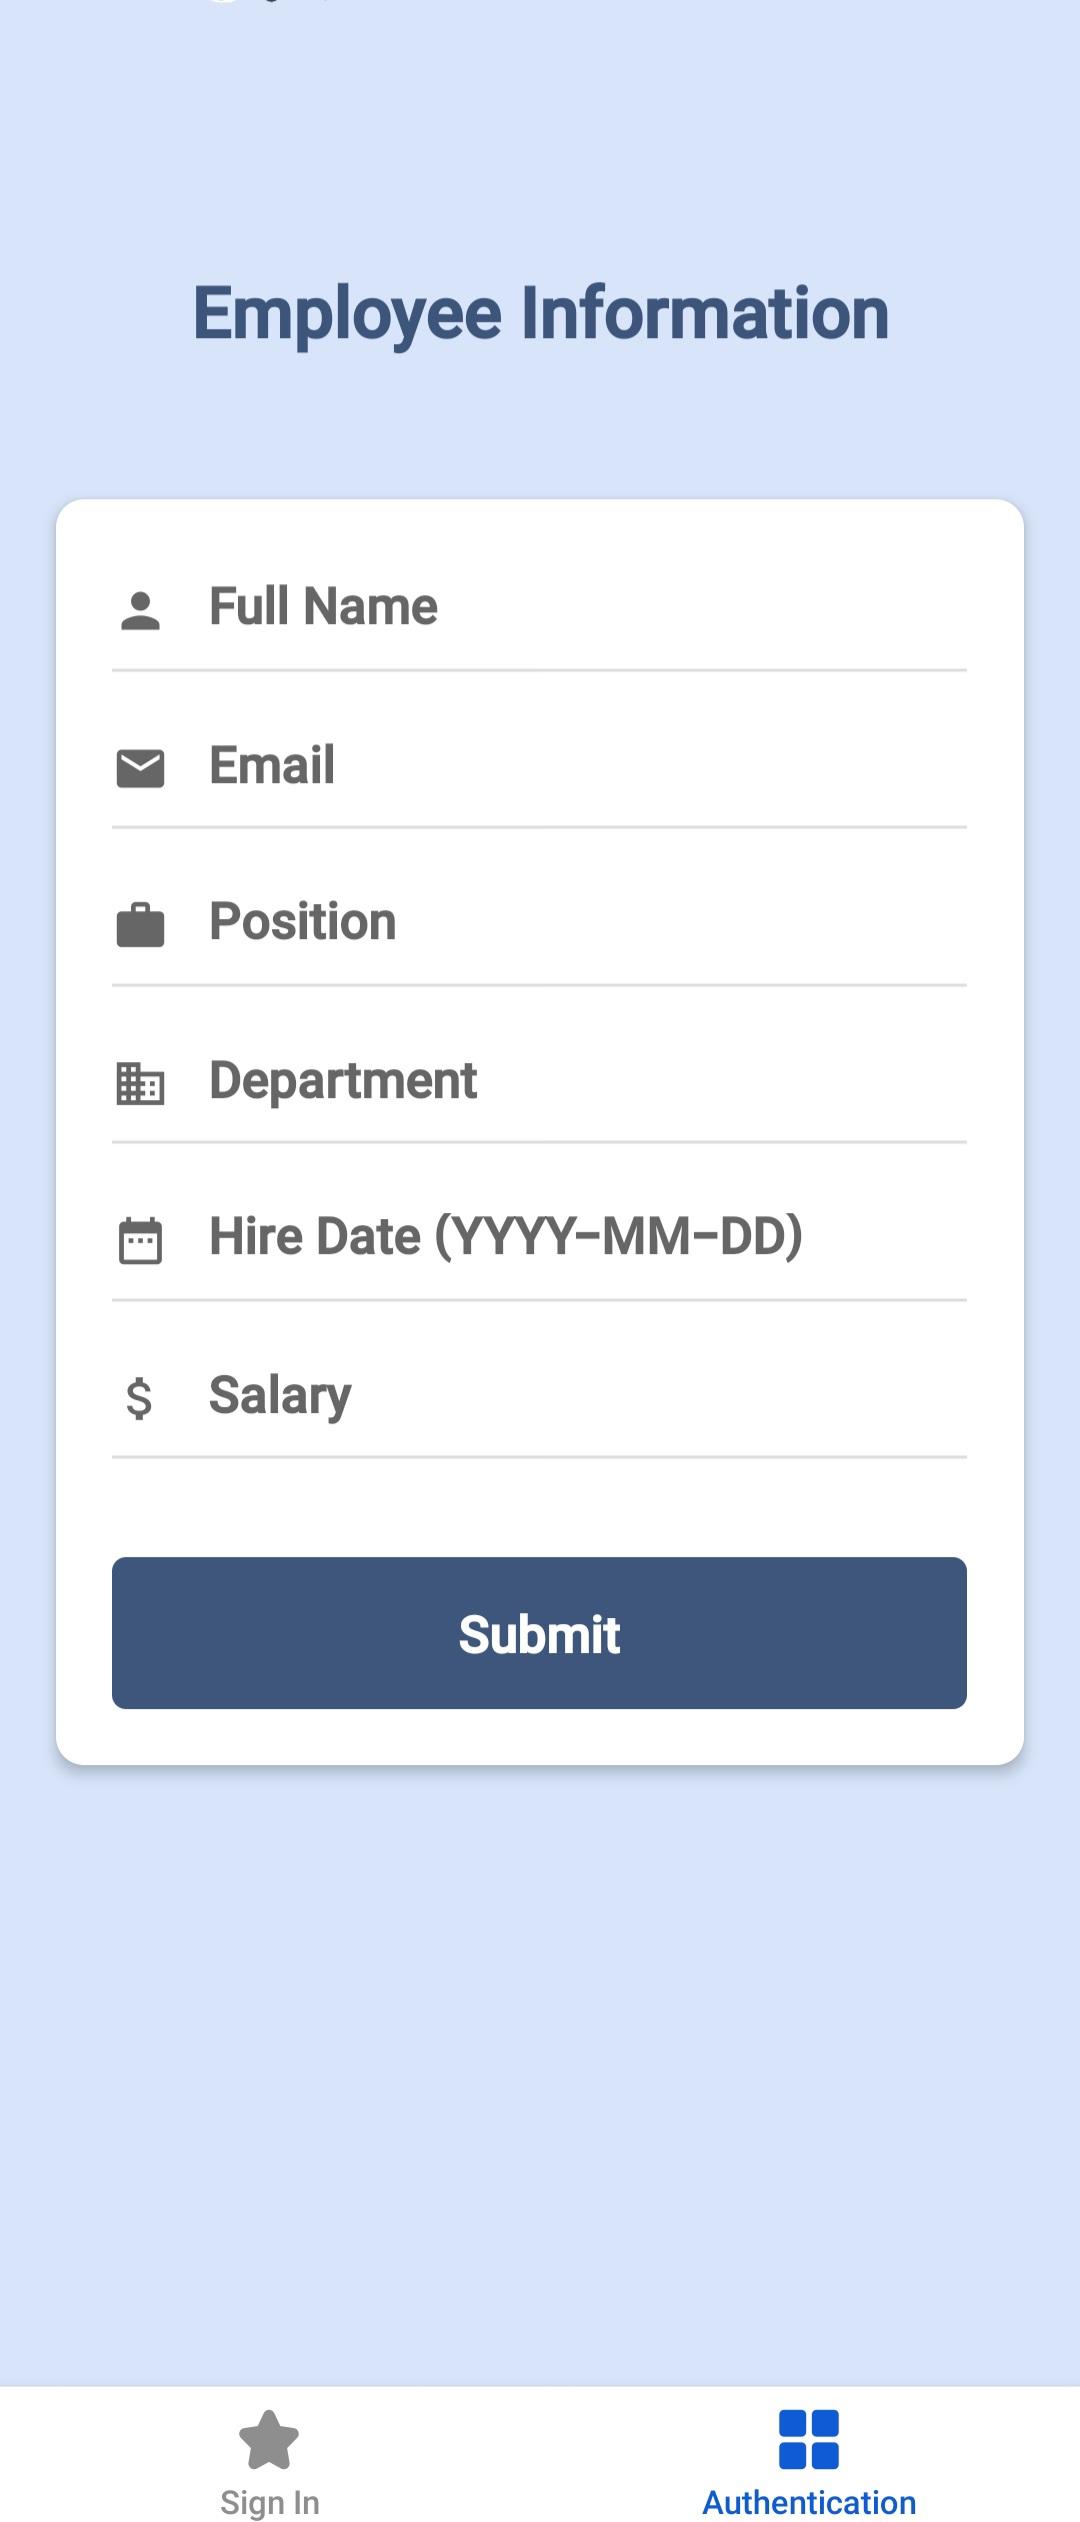 Employee Information
Full Name
Email
Position
Department
Hire Date (YYYY-MM-DD)
$ Salary
Submit
Sign In
Authentication